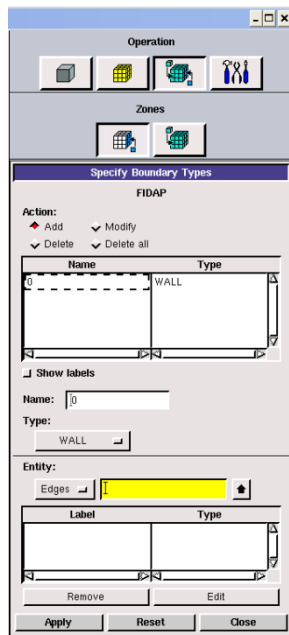 Operation
Zones
Specify Boundary Types
FIDAP
Action:
Add Modify
Delete Delete all
Name Type
0 WALL
Show labels
Name: 0
Type:
WALL
Entity:
Edges
Label Type
Remove Edit
Apply Reset Close